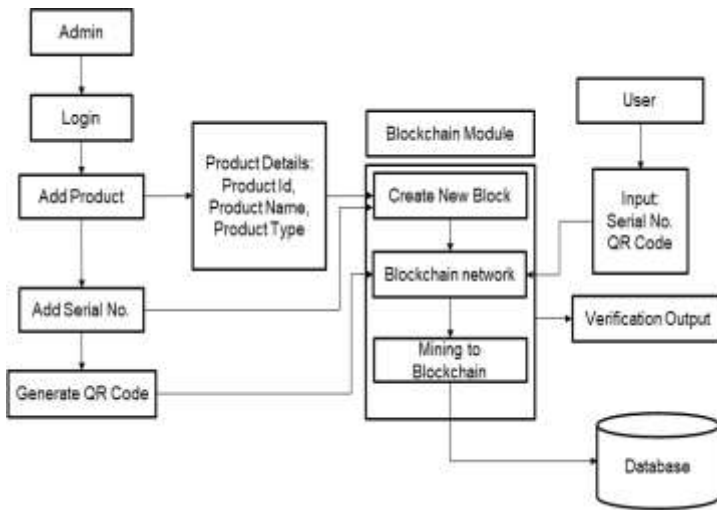 Admin
Login
Add Product
Add Serial No.
Generate QR Code
Product Details:
Product Id,
Product Name,
Product Type
Blockchain Module
Create New Block
Blockchain network
Mining to
Blockchain
User
Input:
Serial No.
QR Code
Verification Output
Database